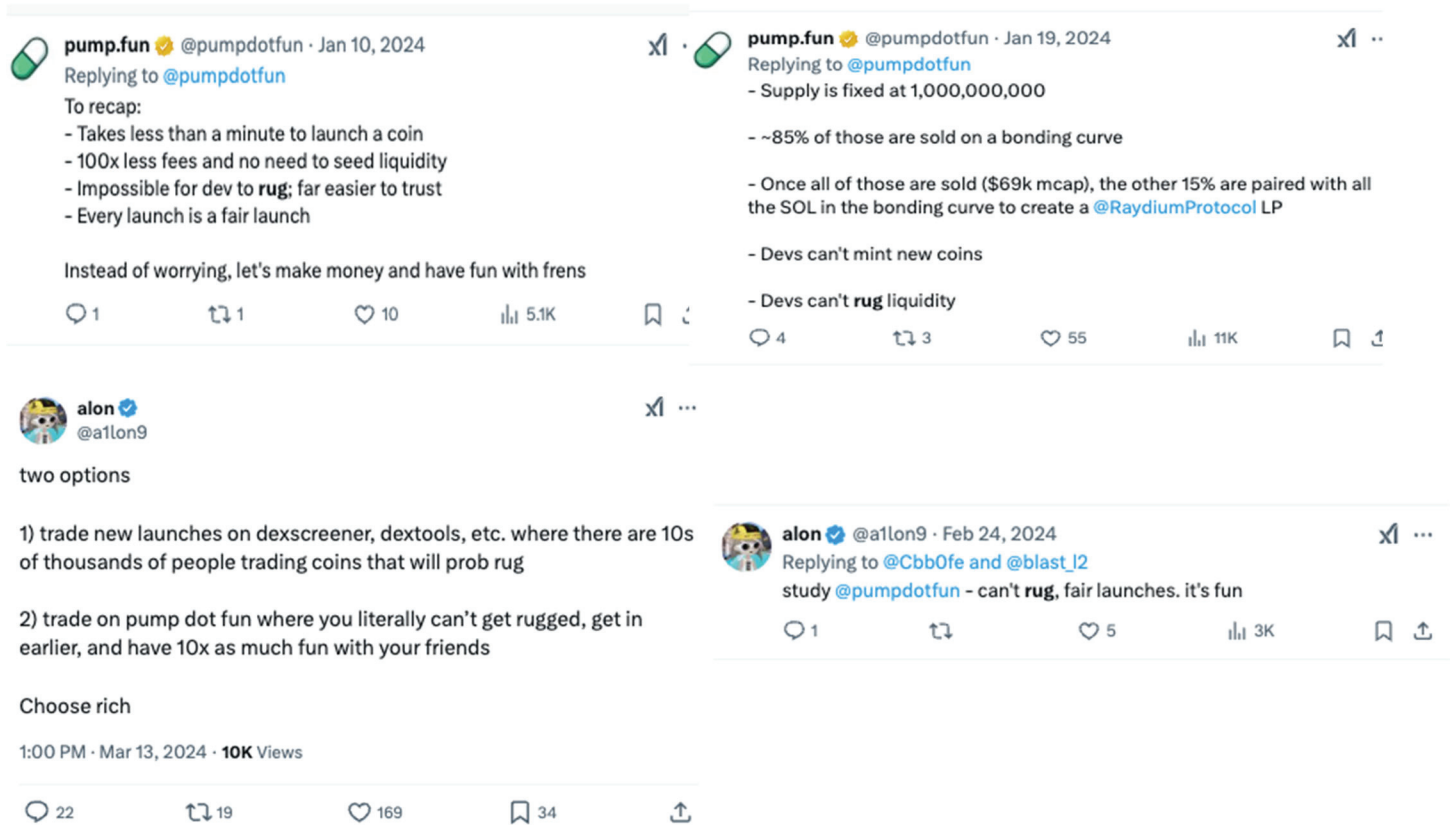 pump.fun @pumpdotfun · Jan 10, 2024
Replying to @pumpdotfun
To recap:
- Takes less than a minute to launch a coin
- 100x less fees and no need to seed liquidity
- Impossible for dev to rug; far easier to trust
- Every launch is a fair launch
Instead of worrying, let's make money and have fun with frens
1 1 10 5.1K
pump.fun @pumpdotfun · Jan 19, 2024
Replying to @pumpdotfun
- Supply is fixed at 1,000,000,000
- ~85% of those are sold on a bonding curve
- Once all of those are sold ($69k mcap), the other 15% are paired with all
the SOL in the bonding curve to create a @RaydiumProtocol LP
- Devs can't mint new coins
- Devs can't rug liquidity
4 3 55 11K
alon
@a1lon9
two options
1) trade new launches on dexscreener, dextools, etc. where there are 10s
of thousands of people trading coins that will prob rug
2) trade on pump dot fun where you literally can’t get rugged, get in
earlier, and have 10x as much fun with your friends
Choose rich
1:00 PM · Mar 13, 2024 · 10K Views
22 19 169 34
alon @a1lon9 · Feb 24, 2024
Replying to @Cbb0fe and @blast_l2
study @pumpdotfun - can't rug, fair launches. it's fun
1 5 3K